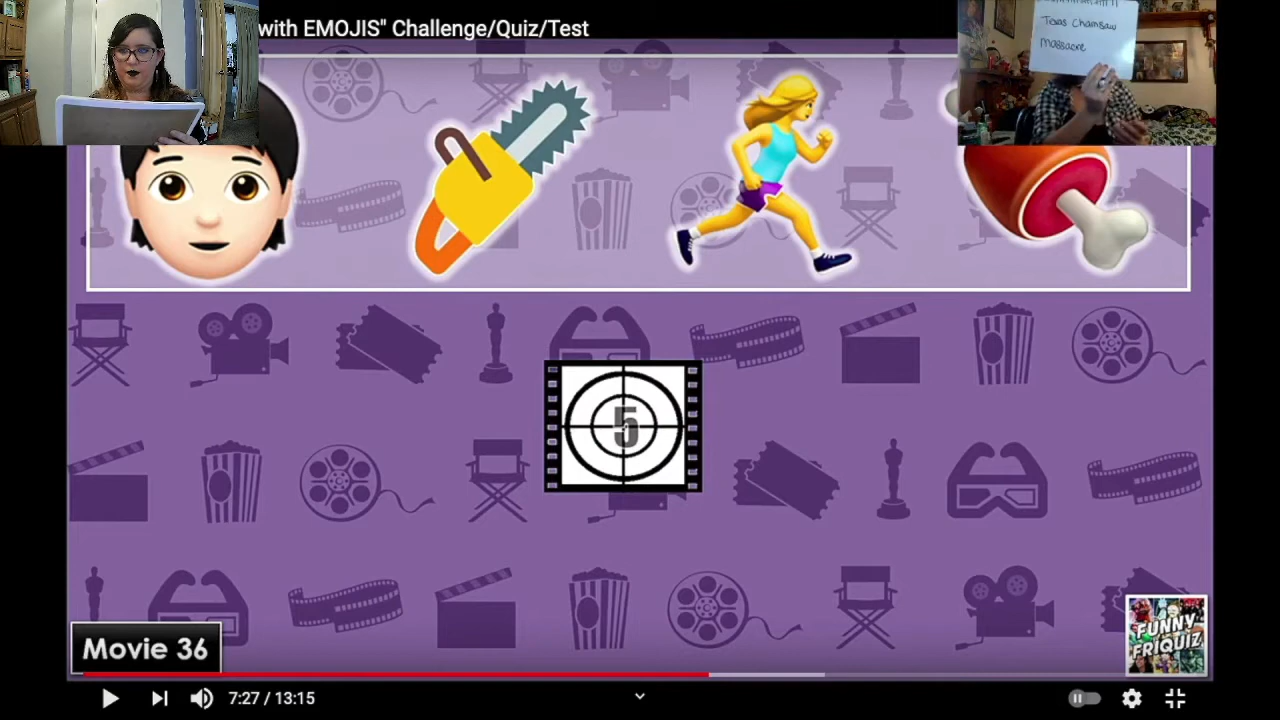 with EMOJIS" Challenge/Quiz/Test
Texas Chainsaw
Massacre
5
Movie 36
FUNNY
FRIQUIZ
7:27 / 13:15